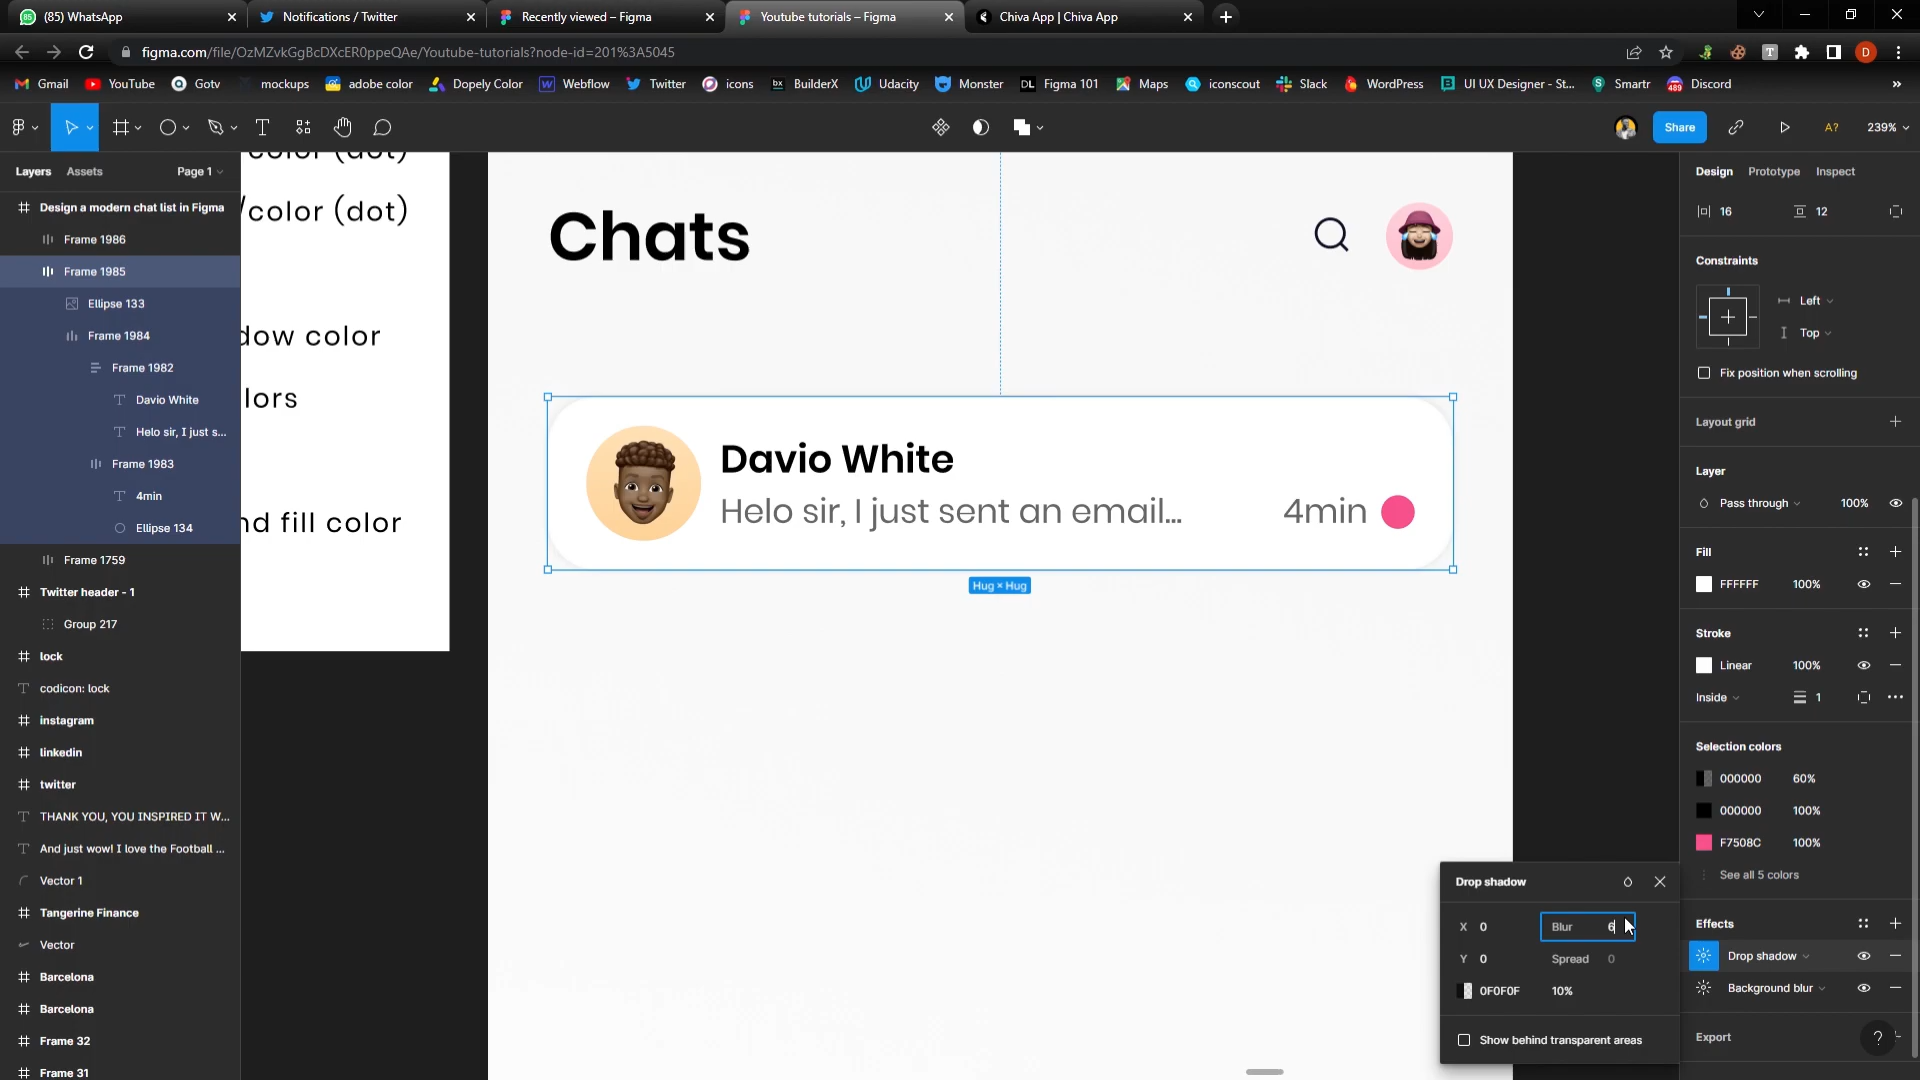 (85) WhatsApp
Notifications / Twitter
Recently viewed – Figma
Youtube tutorials – Figma
Chiva App | Chiva App
figma.com/file/OzMZvkGgBcDXcER0ppeQAe/Youtube-tutorials?node-id=201%3A5045
D
Gmail
YouTube
Gotv
mockups
adobe color
Dopely Color
Webflow
Twitter
icons
BuilderX
Udacity
Monster
DL Figma 101
Maps
iconscout
Slack
WordPress
UI UX Designer - St...
Smartr
Discord
Share
A?
239%
Layers
Assets
Page 1
Design a modern chat list in Figma
Frame 1986
Frame 1985
Ellipse 133
Frame 1984
Frame 1982
Davio White
Helo sir, I just s...
Frame 1983
4min
Ellipse 134
Frame 1759
Twitter header - 1
Group 217
lock
codicon: lock
instagram
linkedin
twitter
THANK YOU, YOU INSPIRED IT W...
And just wow! I love the Football ...
Vector 1
Tangerine Finance
Vector
Barcelona
Barcelona
Frame 32
Frame 31
color (dot)
/color (dot)
dow color
lors
nd fill color
Chats
Davio White
Helo sir, I just sent an email...
4min
Hug × Hug
Design
Prototype
Inspect
16
12
Constraints
Left
Top
Fix position when scrolling
Layout grid
Layer
Pass through
100%
Fill
FFFFFF
100%
Stroke
Linear
100%
Inside
1
Selection colors
000000
60%
000000
100%
F7508C
100%
See all 5 colors
Effects
Drop shadow
Background blur
Export
?
Drop shadow
X 0
Blur 6
Y 0
Spread 0
0F0F0F
10%
Show behind transparent areas